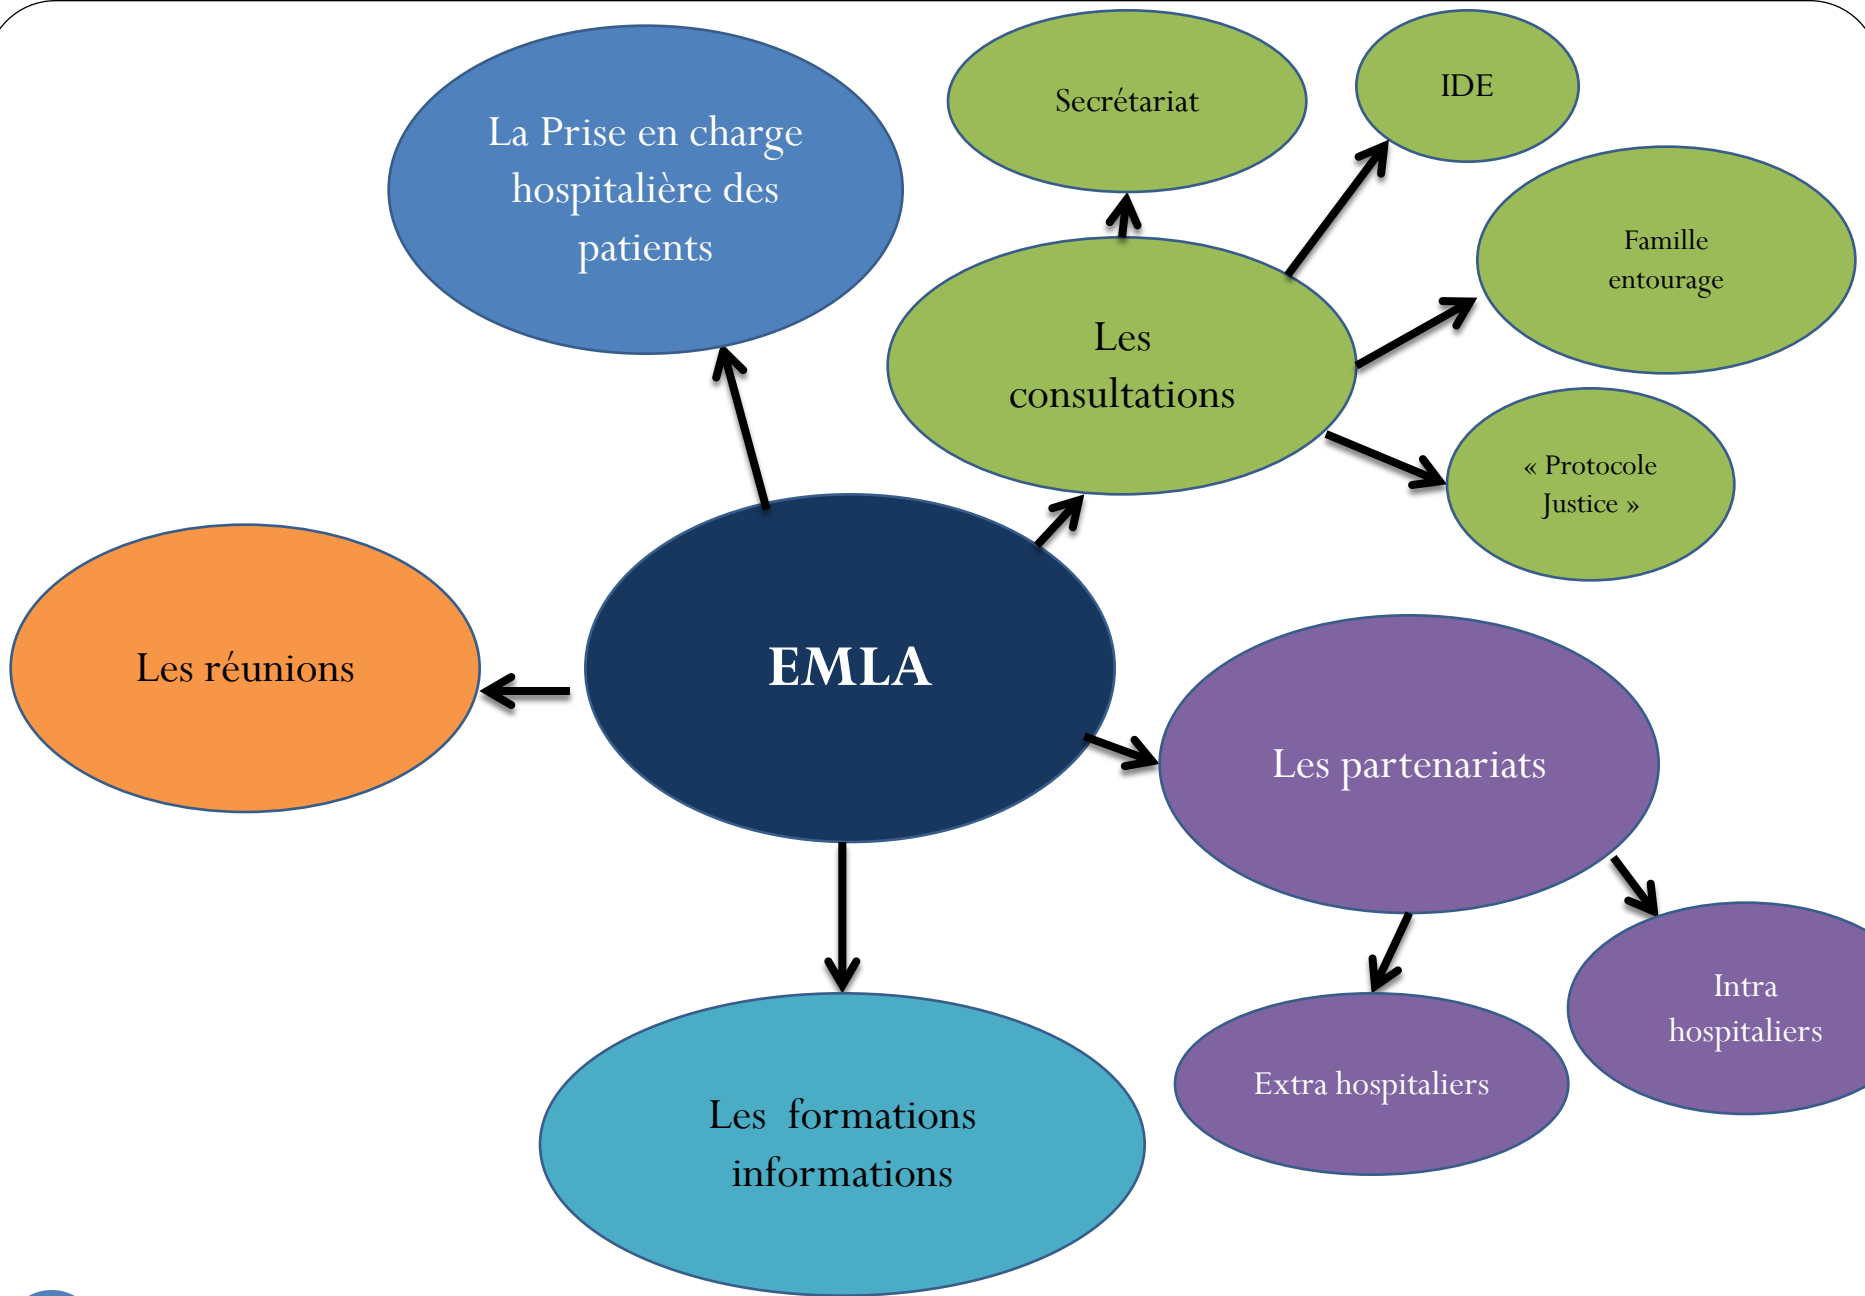 La Prise en charge
hospitalière des
patients
Secrétariat
IDE
Famille
entourage
Les
consultations
« Protocole
Justice »
Les réunions
EMLA
Les partenariats
Intra
hospitaliers
Extra hospitaliers
Les  formations
informations